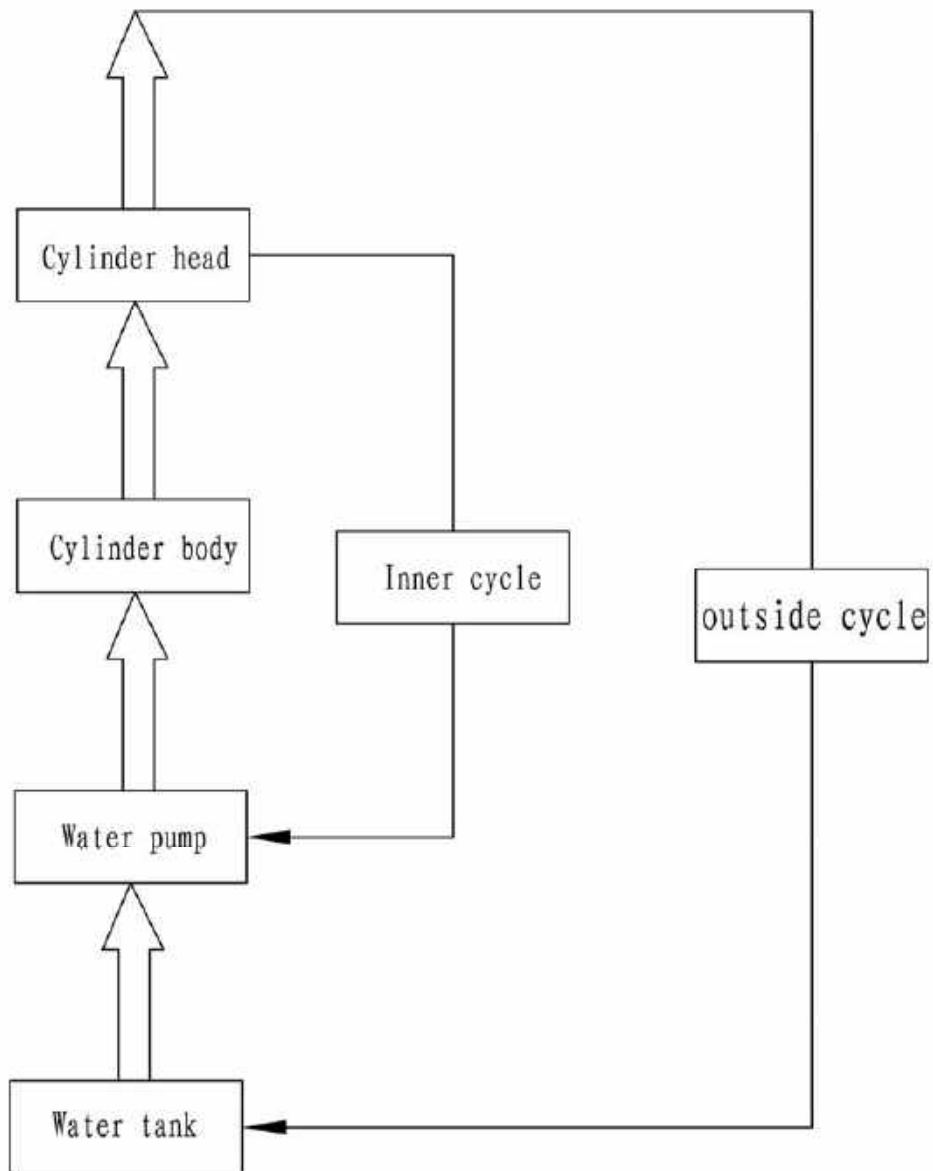 Cylinder head
Cylinder body
Inner cycle
outside cycle
Water pump
Water tank